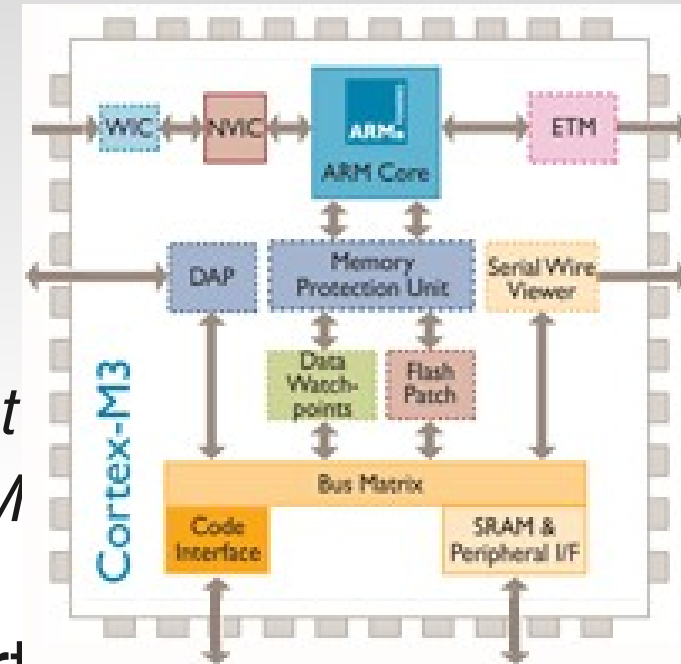 WIC
NVIC
ARM
ARM Core
ETM
DAP
Memory
Protection Unit
Serial Wire
Viewer
Data
Watch-
points
Flash
Patch
Cortex-M3
t
M
Bus Matrix
Code
Interface
SRAM &
Peripheral I/F
rt